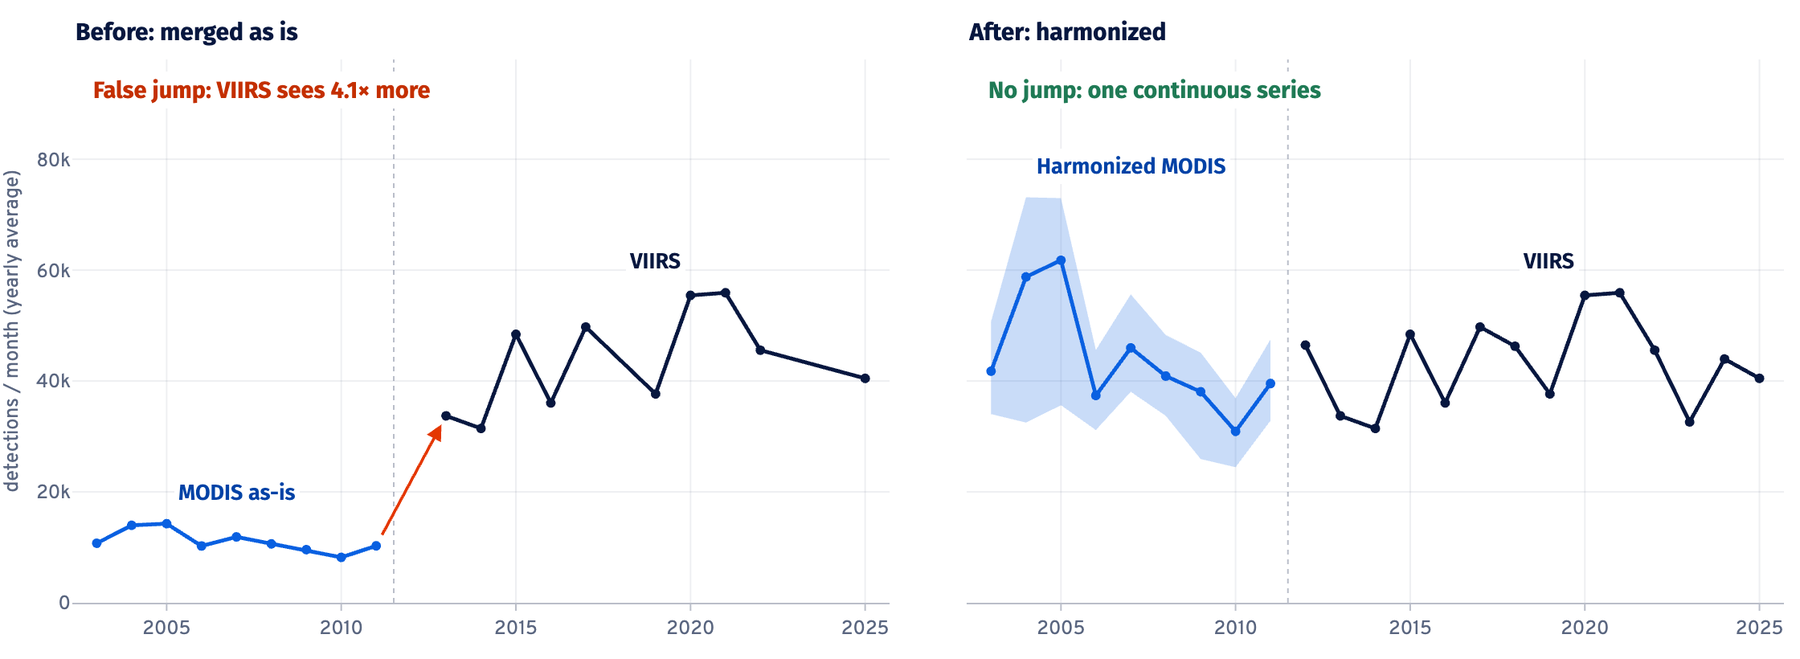 Before: merged as is
False jump: VIIRS sees 4.1× more
detections / month (yearly average)
80k
60k
40k
20k
0
VIIRS
MODIS as-is
2005
2010
2015
2020
2025
After: harmonized
No jump: one continuous series
Harmonized MODIS
VIIRS
2005
2010
2015
2020
2025